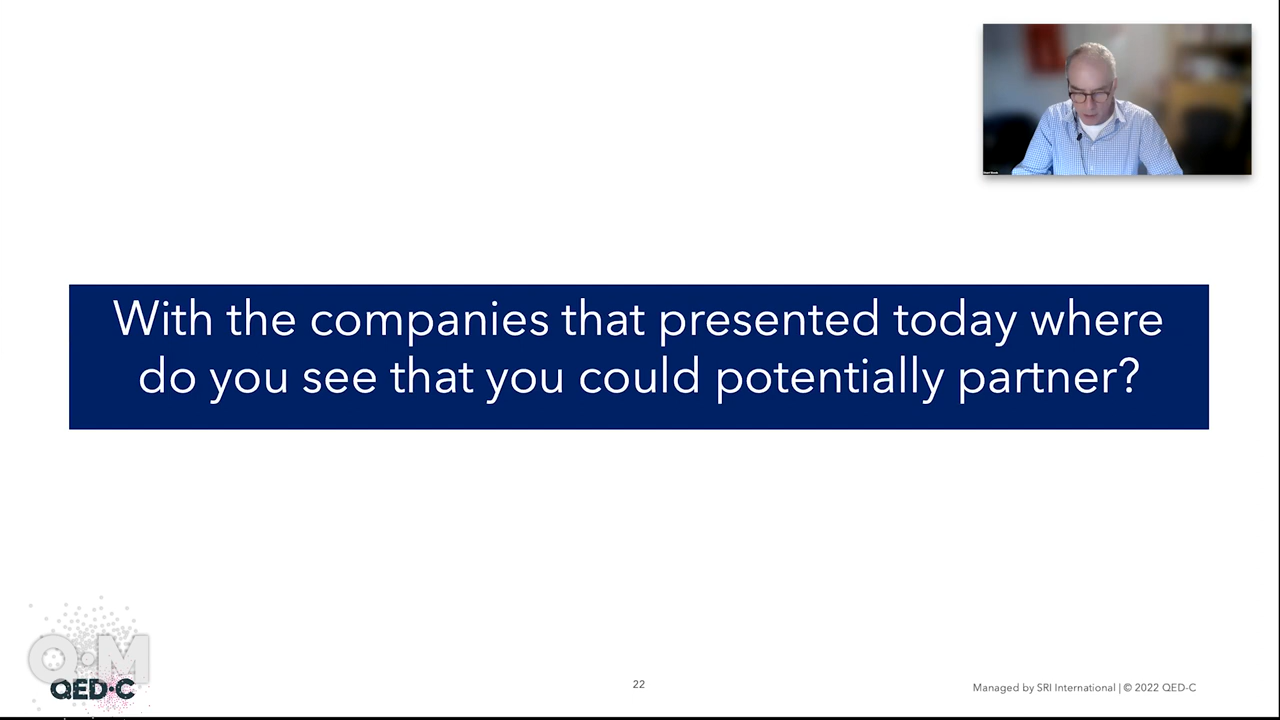 With the companies that presented today where
do you see that you could potentially partner?
Q M
QED·C
22
Managed by SRI International | © 2022 QED-C